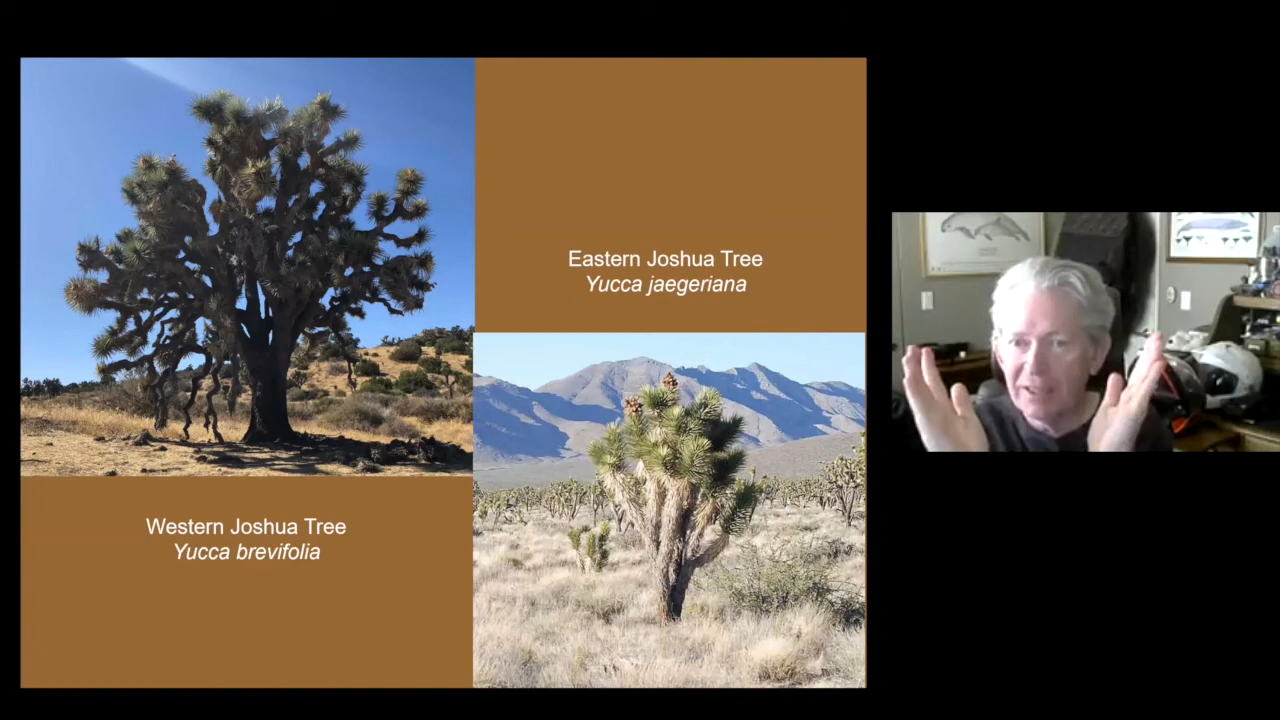 Eastern Joshua Tree
Yucca jaegeriana
Western Joshua Tree
Yucca brevifolia